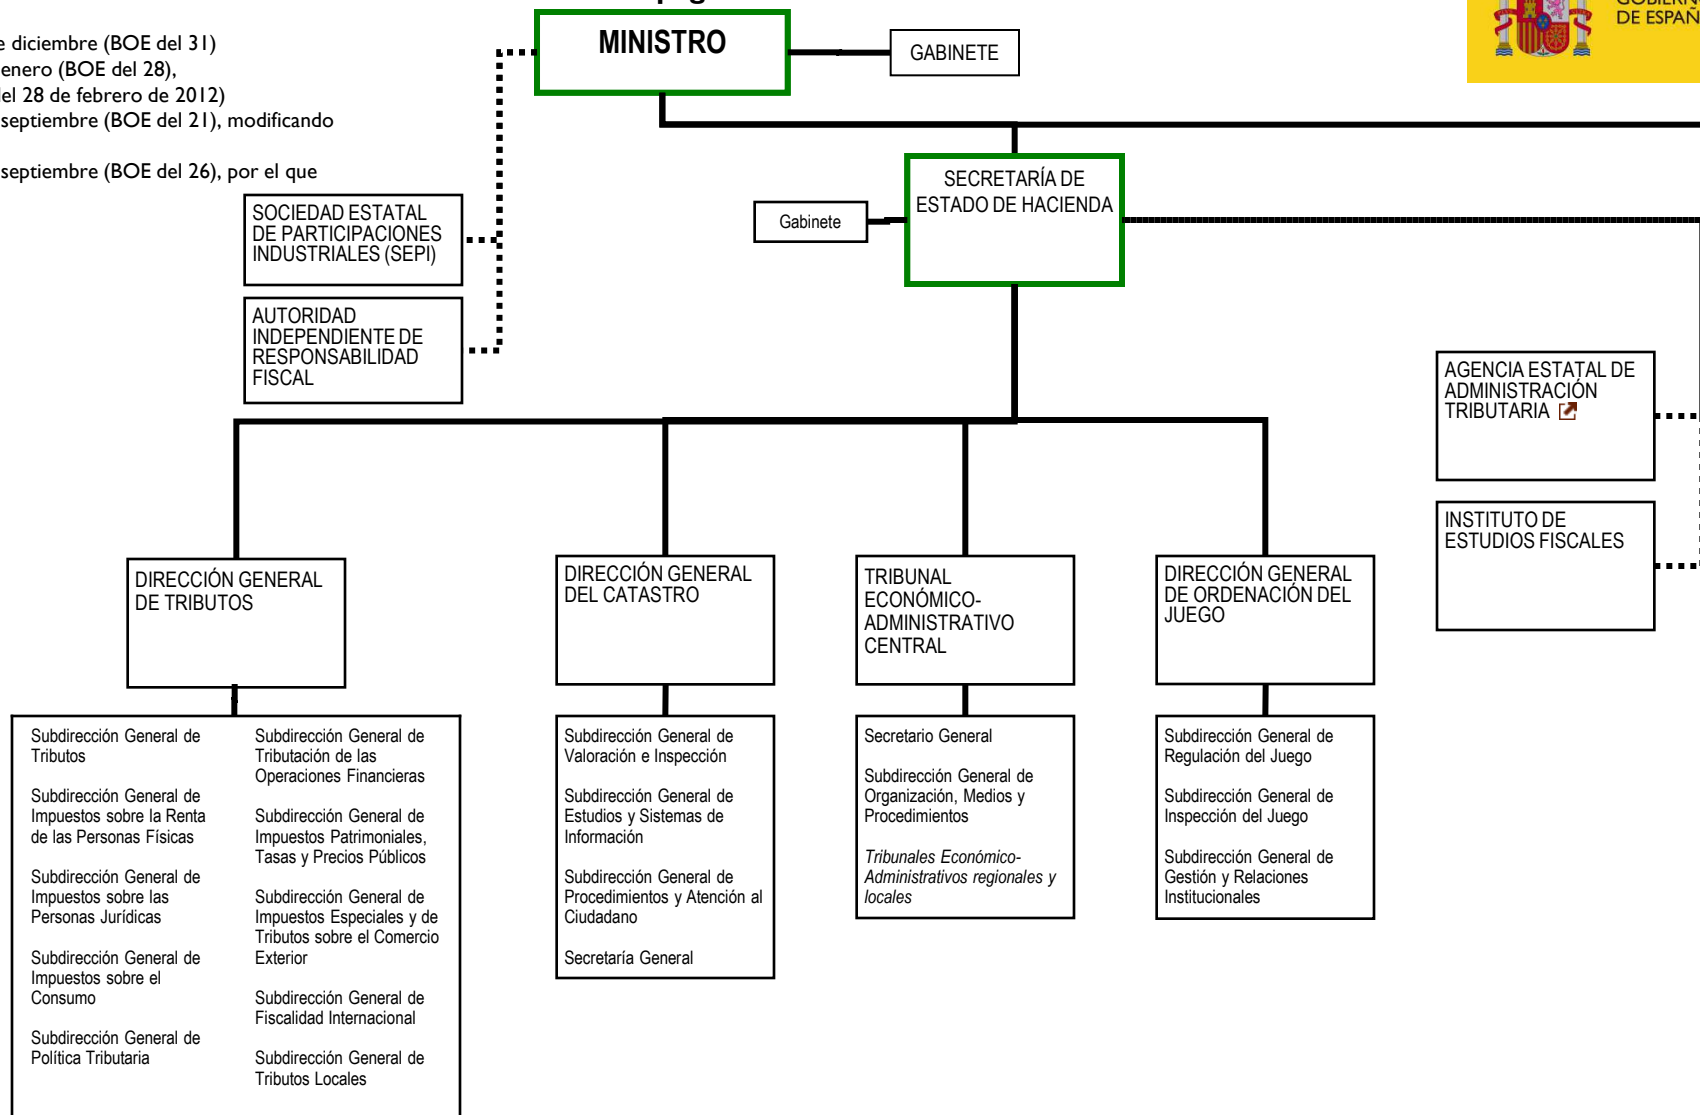 MINISTRO
GABINETE
GOBIERNO
DE ESPAÑ
e diciembre (BOE del 31)
enero (BOE del 28),
del 28 de febrero de 2012)
septiembre (BOE del 21), modificando
septiembre (BOE del 26), por el que
SECRETARÍA DE
ESTADO DE HACIENDA
Gabinete
SOCIEDAD ESTATAL
DE PARTICIPACIONES
INDUSTRIALES (SEPI)
AUTORIDAD
INDEPENDIENTE DE
RESPONSABILIDAD
FISCAL
AGENCIA ESTATAL DE
ADMINISTRACIÓN
TRIBUTARIA
INSTITUTO DE
ESTUDIOS FISCALES
DIRECCIÓN GENERAL
DE TRIBUTOS
DIRECCIÓN GENERAL
DEL CATASTRO
TRIBUNAL
ECONÓMICO-
ADMINISTRATIVO
CENTRAL
DIRECCIÓN GENERAL
DE ORDENACIÓN DEL
JUEGO
Subdirección General de
Tributos
Subdirección General de
Impuestos sobre la Renta
de las Personas Físicas
Subdirección General de
Impuestos sobre las
Personas Jurídicas
Subdirección General de
Impuestos sobre el
Consumo
Subdirección General de
Política Tributaria
Subdirección General de
Tributación de las
Operaciones Financieras
Subdirección General de
Impuestos Patrimoniales,
Tasas y Precios Públicos
Subdirección General de
Impuestos Especiales y de
Tributos sobre el Comercio
Exterior
Subdirección General de
Fiscalidad Internacional
Subdirección General de
Tributos Locales
Subdirección General de
Valoración e Inspección
Subdirección General de
Estudios y Sistemas de
Información
Subdirección General de
Procedimientos y Atención al
Ciudadano
Secretaría General
Secretario General
Subdirección General de
Organización, Medios y
Procedimientos
Tribunales Económico-
Administrativos regionales y
locales
Subdirección General de
Regulación del Juego
Subdirección General de
Inspección del Juego
Subdirección General de
Gestión y Relaciones
Institucionales